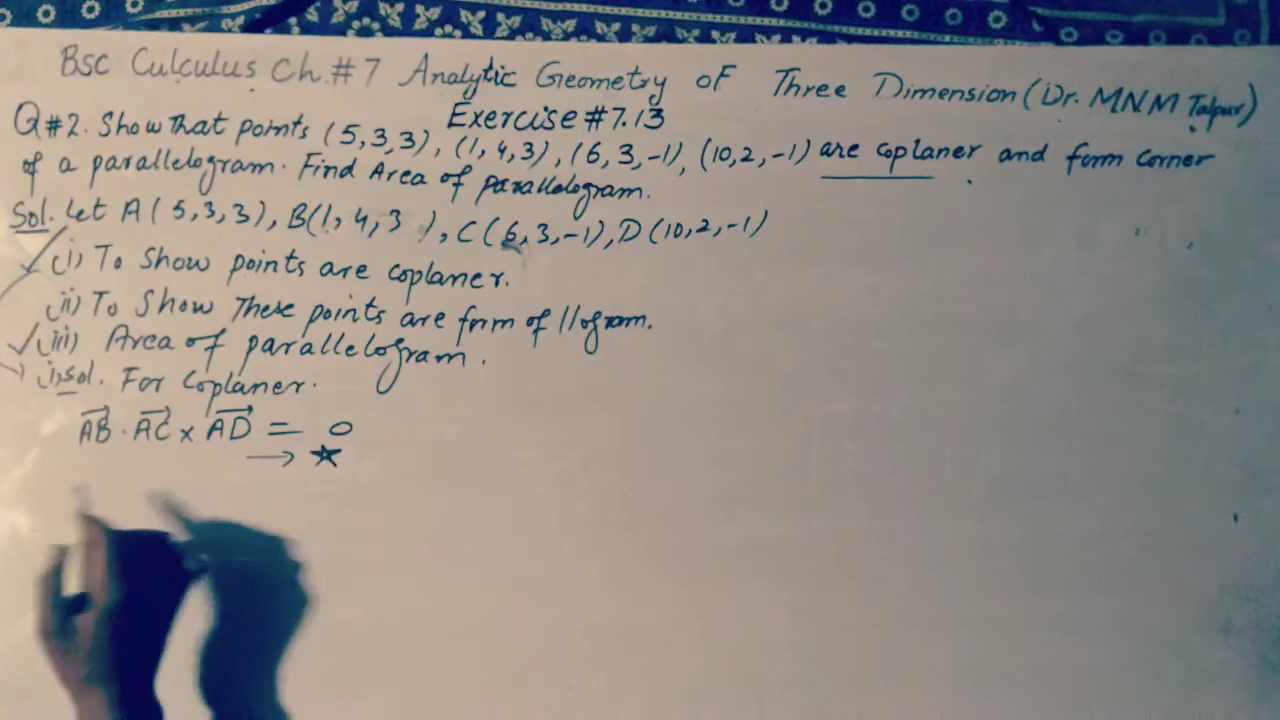 Bsc Calculus Ch.#7 Analytic Geometry of Three Dimension (Dr. M.N.M Talpur)
Exercise #7.13
Q#2. Show that points (5,3,3), (1,4,3), (6,3,-1), (10,2,-1) are coplaner and form corner
of a parallelogram. Find Area of parallelogram.
Sol. Let A(5,3,3), B(1,4,3), C(6,3,-1), D(10,2,-1)
(i) To Show points are coplaner.
(ii) To Show These points are form of llogram.
(iii) Area of parallelogram.
i) sol. For Coplaner.
AB⃗ . AC⃗ × AD⃗ = 0
→ ☆